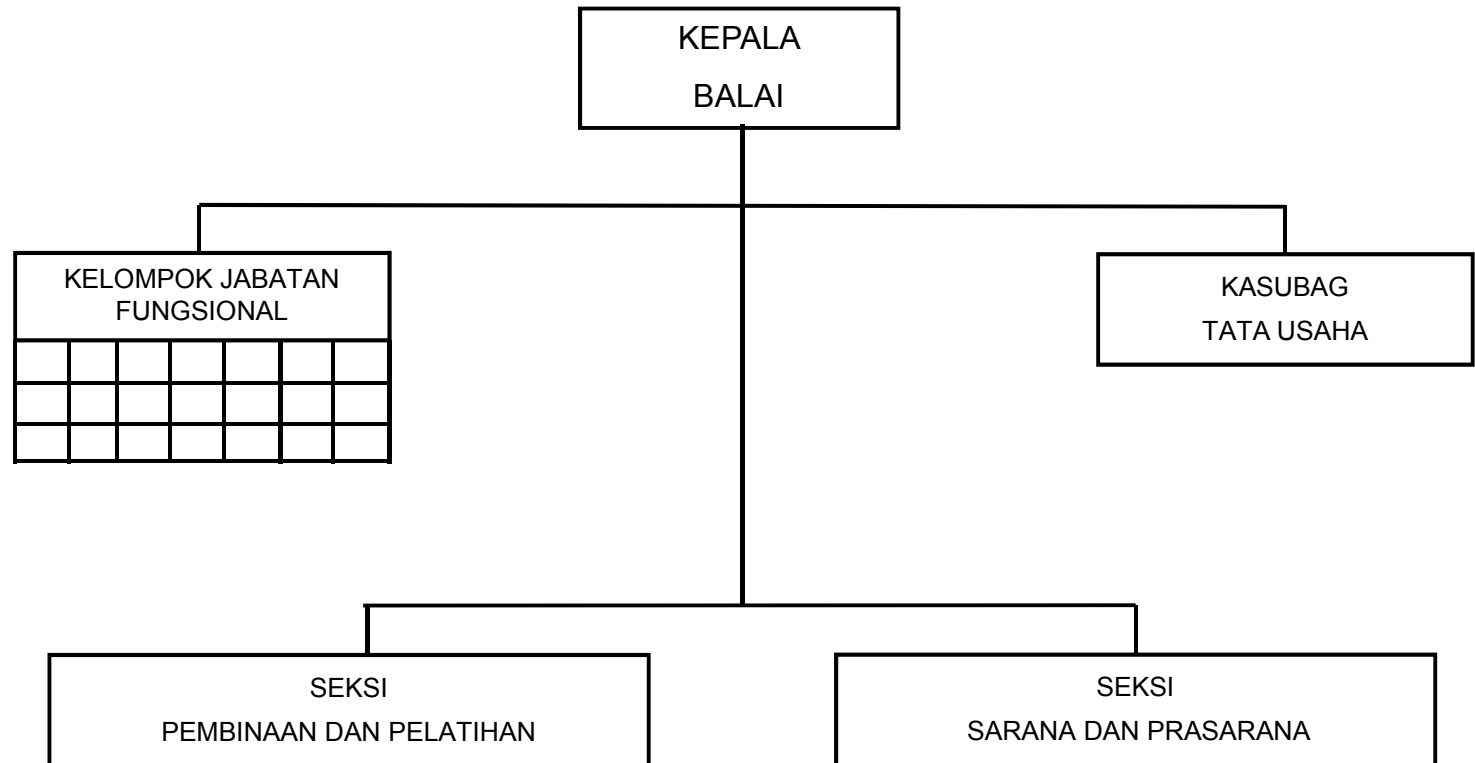 KEPALA
BALAI
KELOMPOK JABATAN
FUNGSIONAL
KASUBAG
TATA USAHA
SEKSI
PEMBINAAN DAN PELATIHAN
SEKSI
SARANA DAN PRASARANA